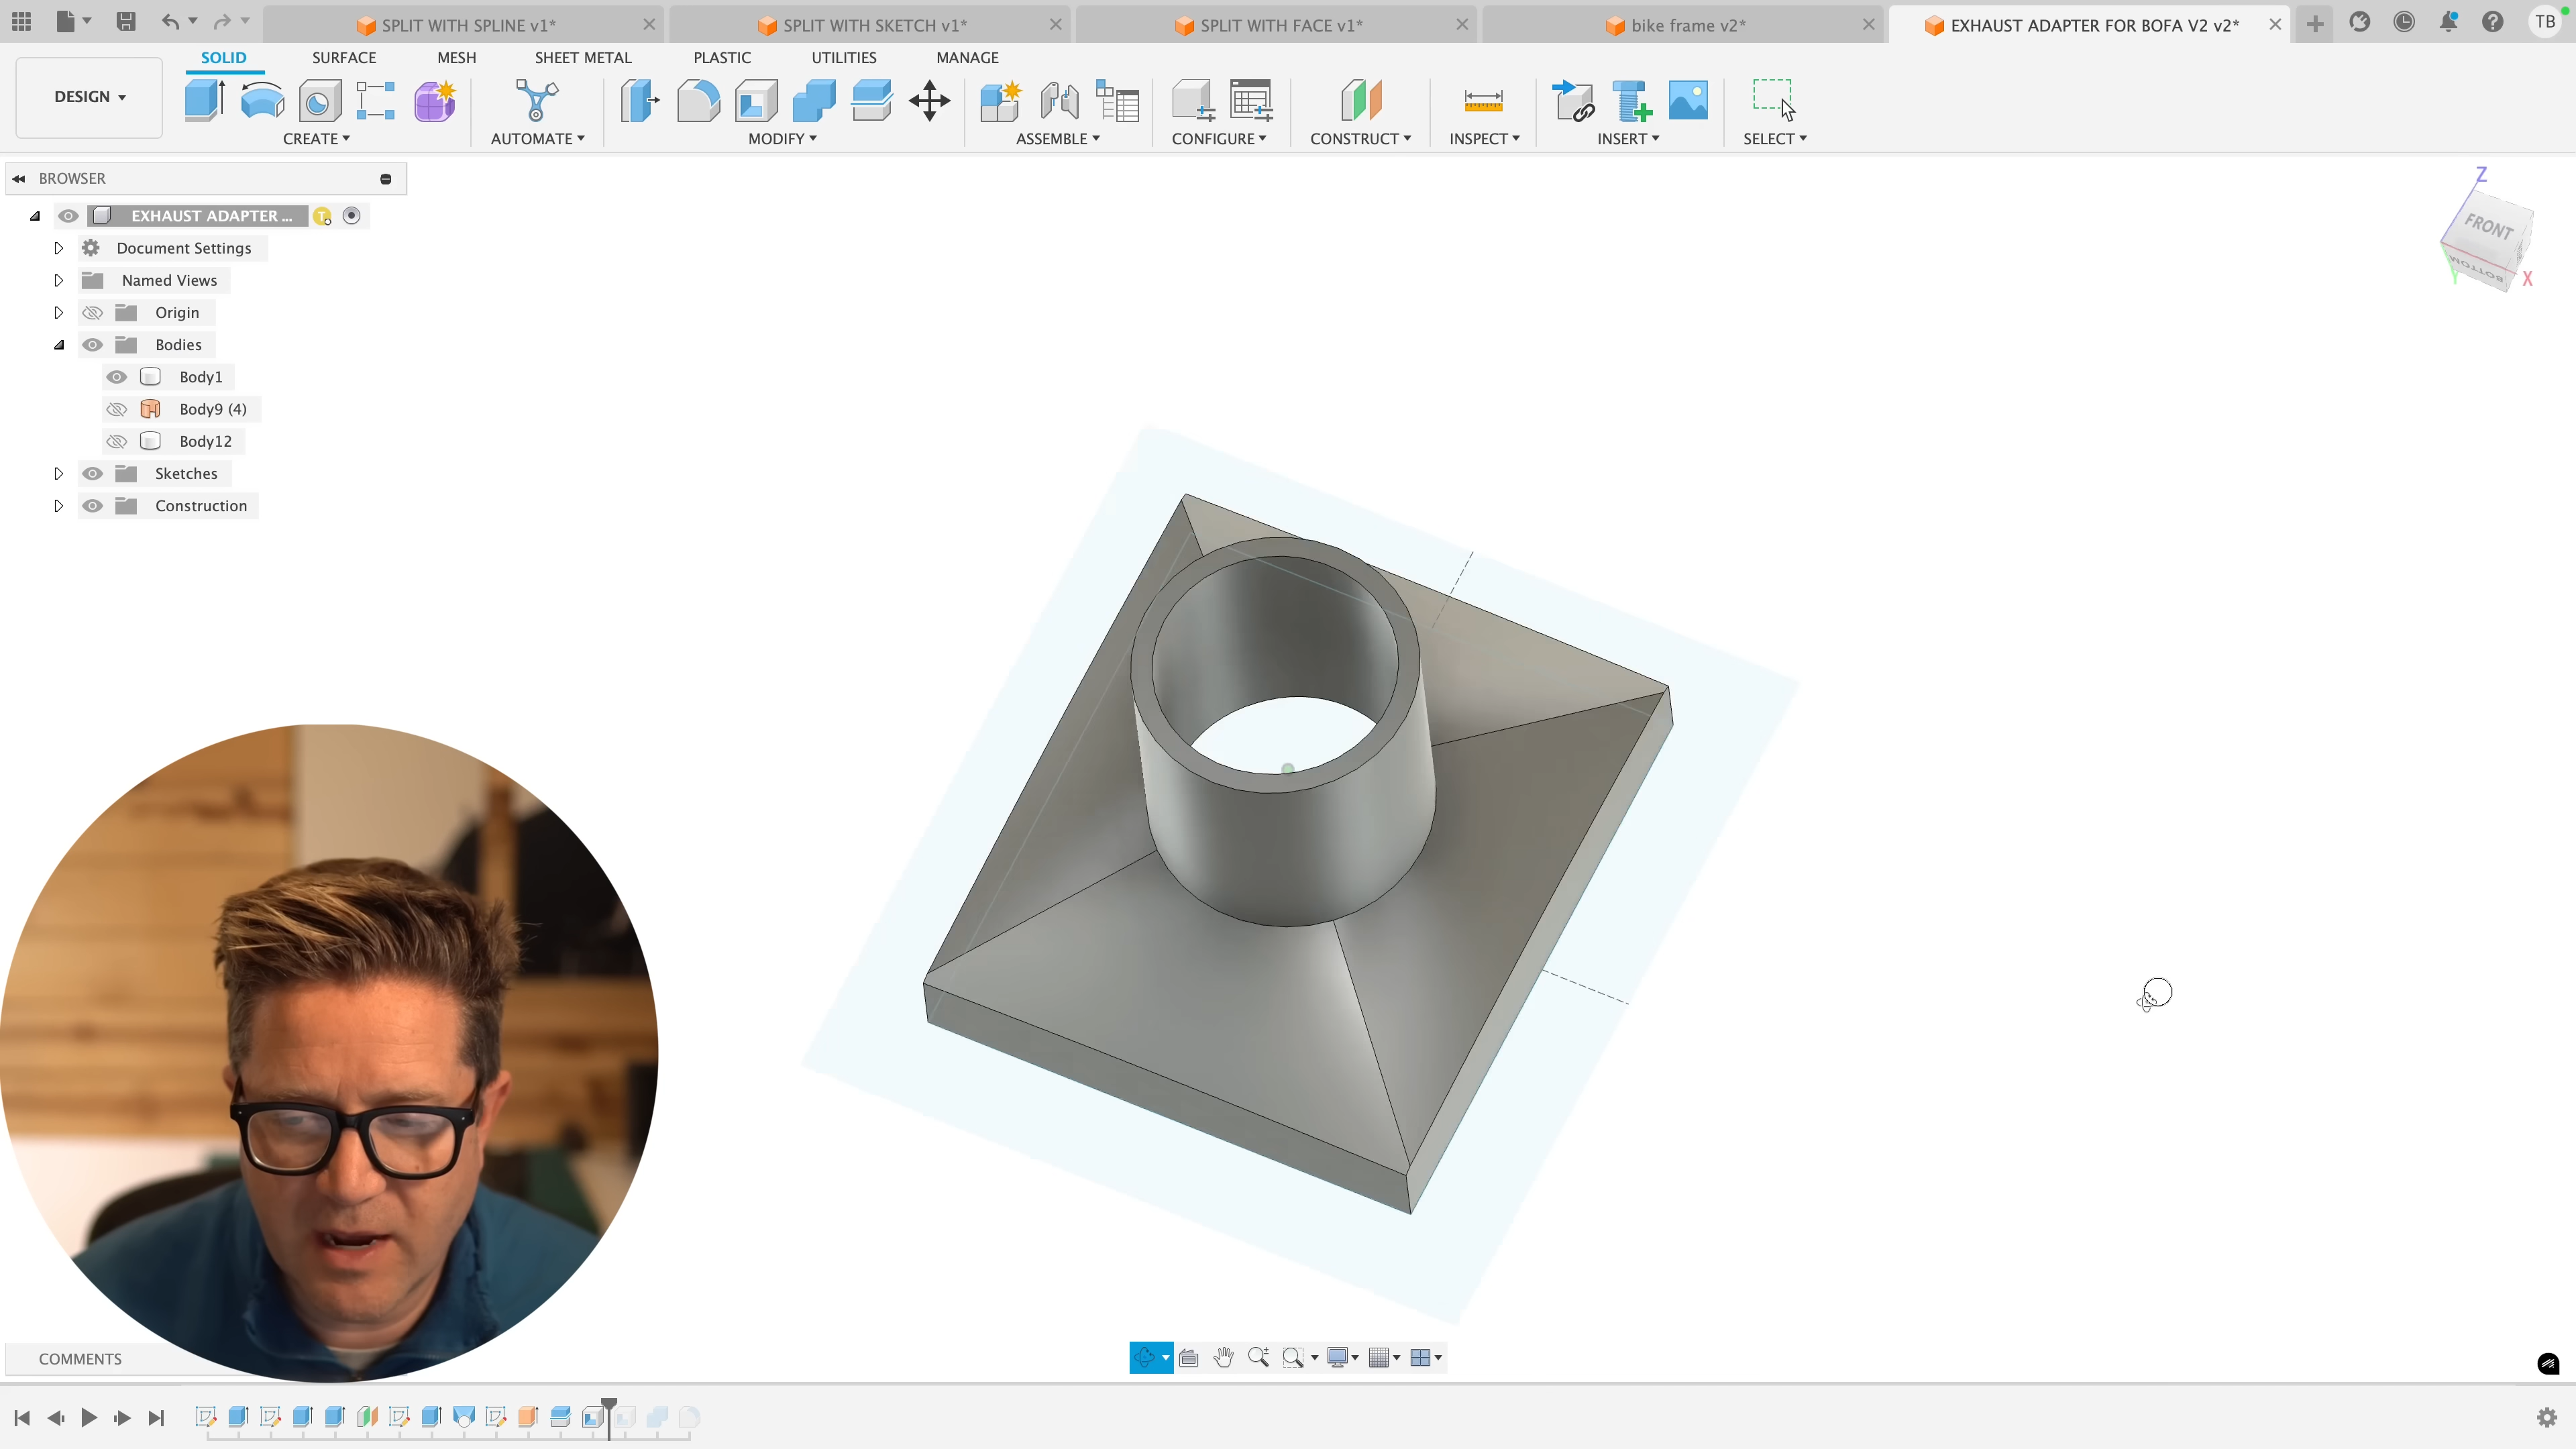 SPLIT WITH SPLINE v1*
SPLIT WITH SKETCH v1*
SPLIT WITH FACE v1*
bike frame v2*
EXHAUST ADAPTER FOR BOFA V2 v2*
TB
SOLID
SURFACE
MESH
SHEET METAL
PLASTIC
UTILITIES
MANAGE
DESIGN
CREATE
AUTOMATE
MODIFY
ASSEMBLE
CONFIGURE
CONSTRUCT
INSPECT
INSERT
SELECT
BROWSER
EXHAUST ADAPTER ...
T
Document Settings
Named Views
Origin
Bodies
Body1
Body9 (4)
Body12
Sketches
Construction
Z
FRONT
BOTTOM
X
Y
COMMENTS